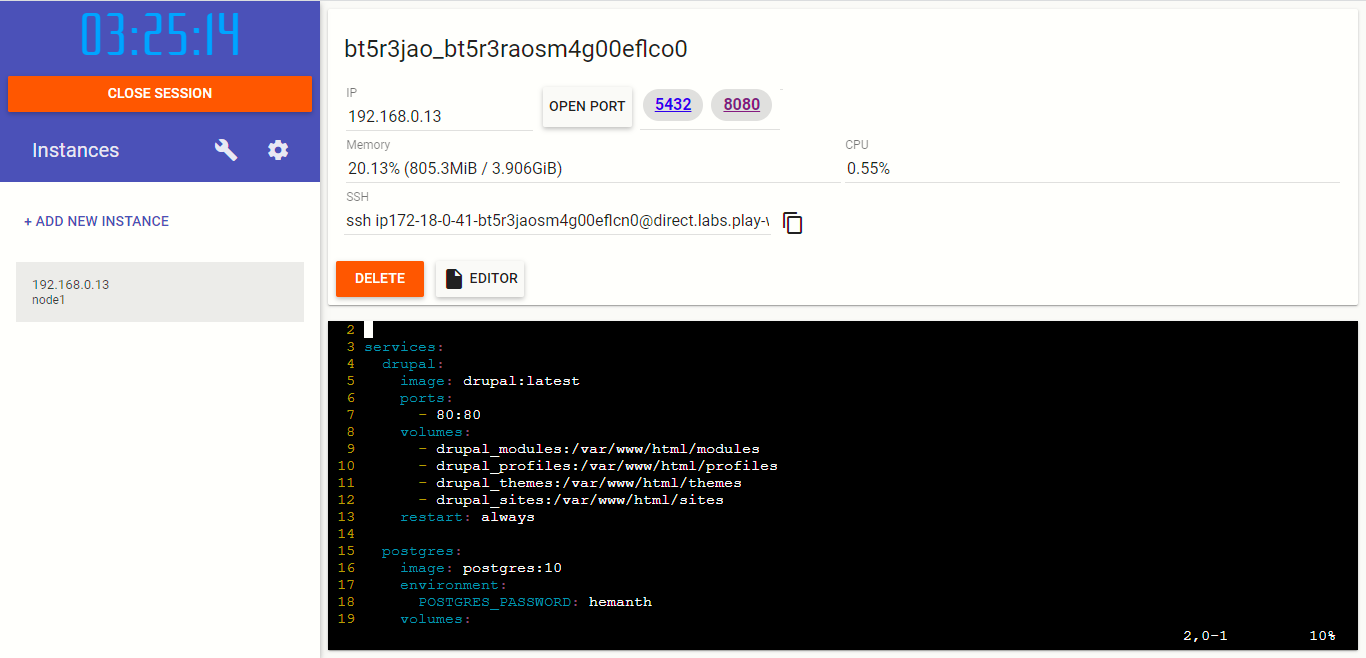 03:25:14
CLOSE SESSION
Instances
+ ADD NEW INSTANCE
192.168.0.13
node1
bt5r3jao_bt5r3raosm4g00eflco0
IP
192.168.0.13
OPEN PORT
5432
8080
Memory
20.13% (805.3MiB / 3.906GiB)
CPU
0.55%
SSH
ssh ip172-18-0-41-bt5r3jaosm4g00eflcn0@direct.labs.play-w
DELETE
EDITOR
2
3 services:
4   drupal:
5     image: drupal:latest
6     ports:
7       - 80:80
8     volumes:
9       - drupal_modules:/var/www/html/modules
10       - drupal_profiles:/var/www/html/profiles
11       - drupal_themes:/var/www/html/themes
12       - drupal_sites:/var/www/html/sites
13     restart: always
14
15   postgres:
16     image: postgres:10
17     environment:
18       POSTGRES_PASSWORD: hemanth
19     volumes:
2,0-1 10%